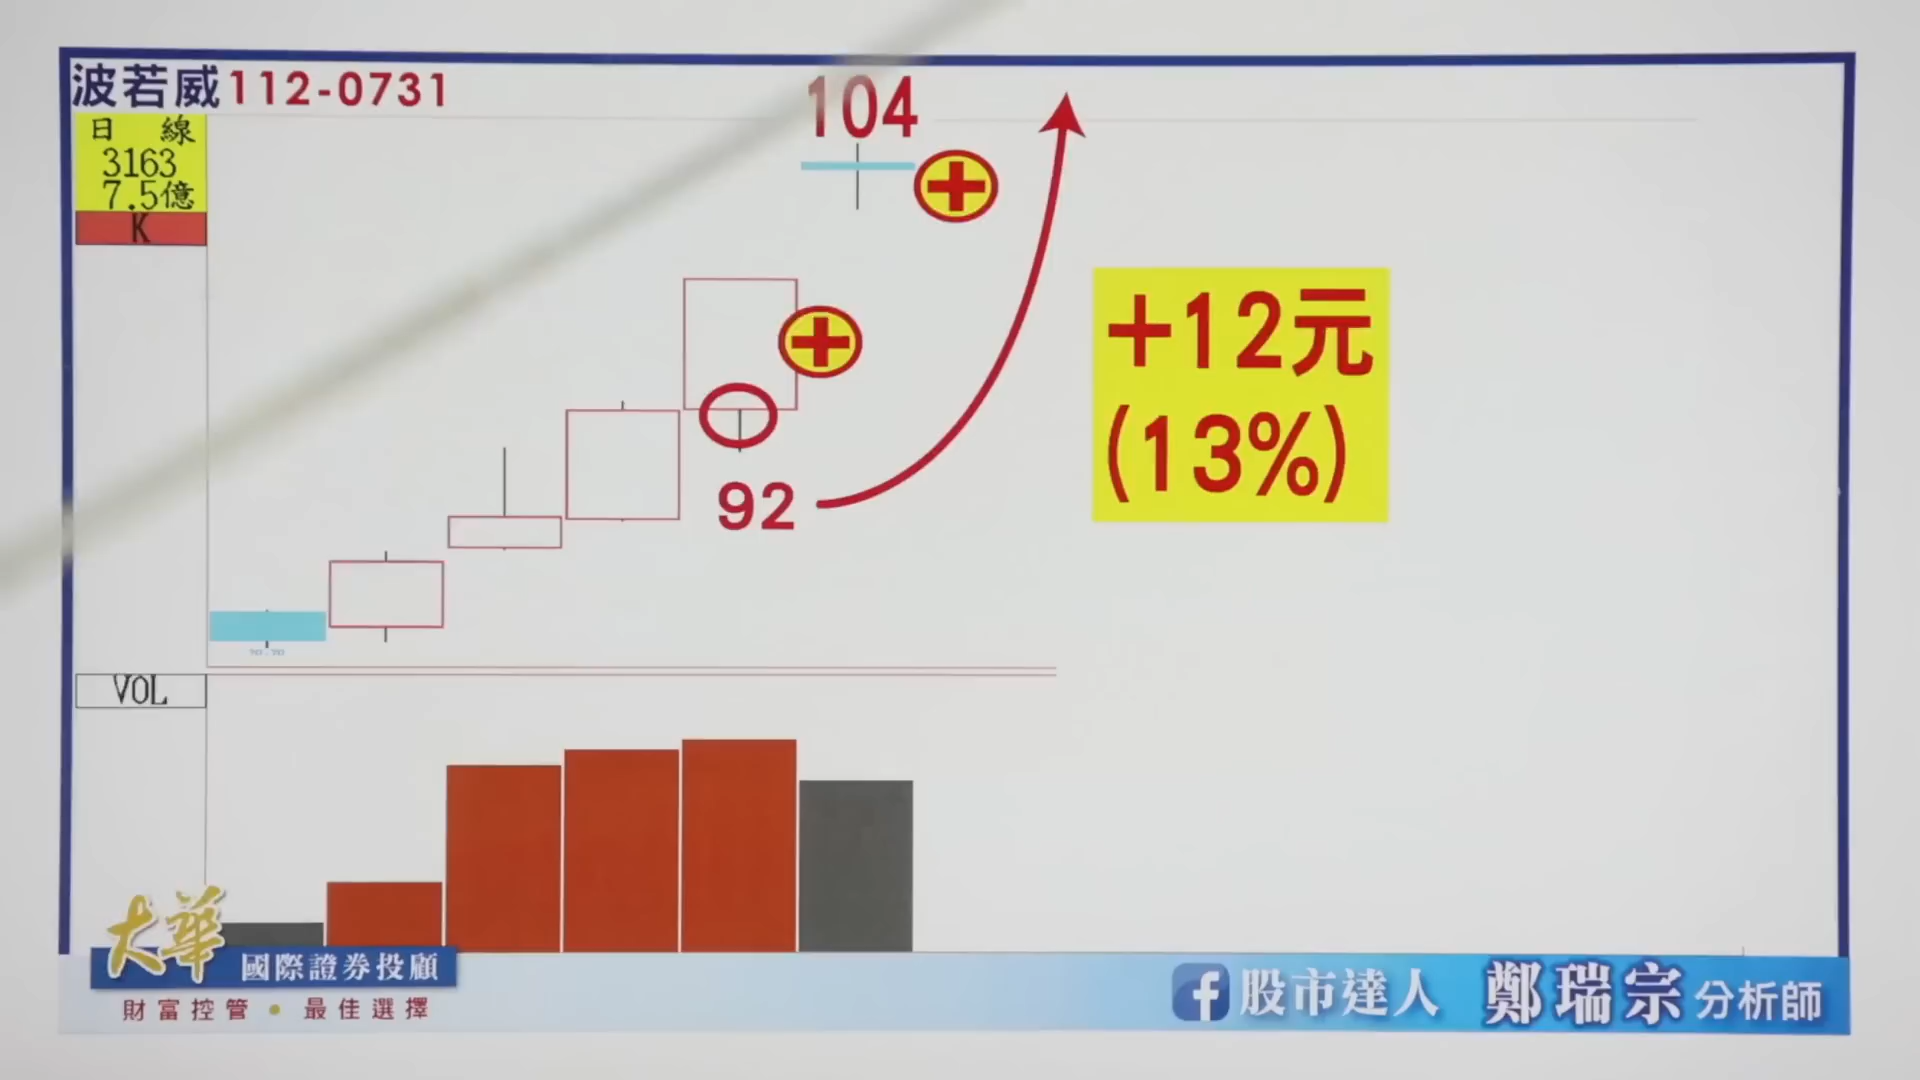 波若威112-0731
日 線
3163
7.5億
K
104
+12元
(13%)
92
VOL
大華
國際證券投顧
財富控管 • 最佳選擇
股市達人 鄭瑞宗 分析師